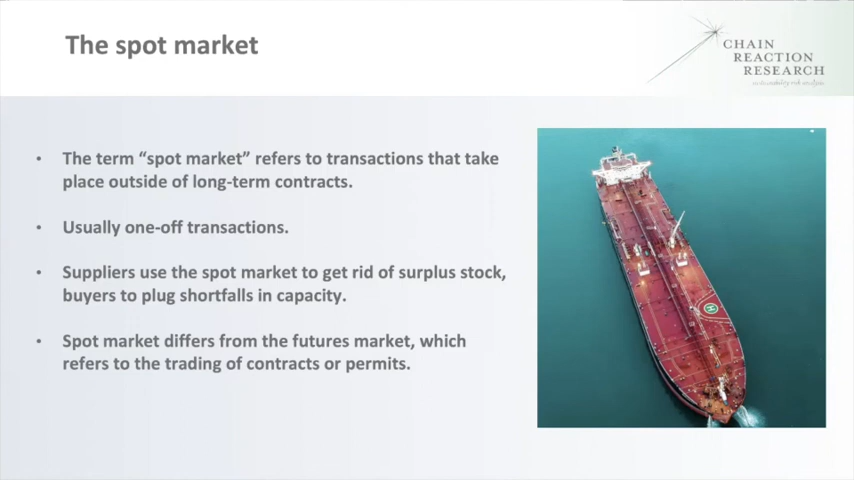 The spot market
CHAIN
REACTION
RESEARCH
sustainability risk analysis
• The term “spot market” refers to transactions that take
place outside of long-term contracts.
• Usually one-off transactions.
• Suppliers use the spot market to get rid of surplus stock,
buyers to plug shortfalls in capacity.
• Spot market differs from the futures market, which
refers to the trading of contracts or permits.
H